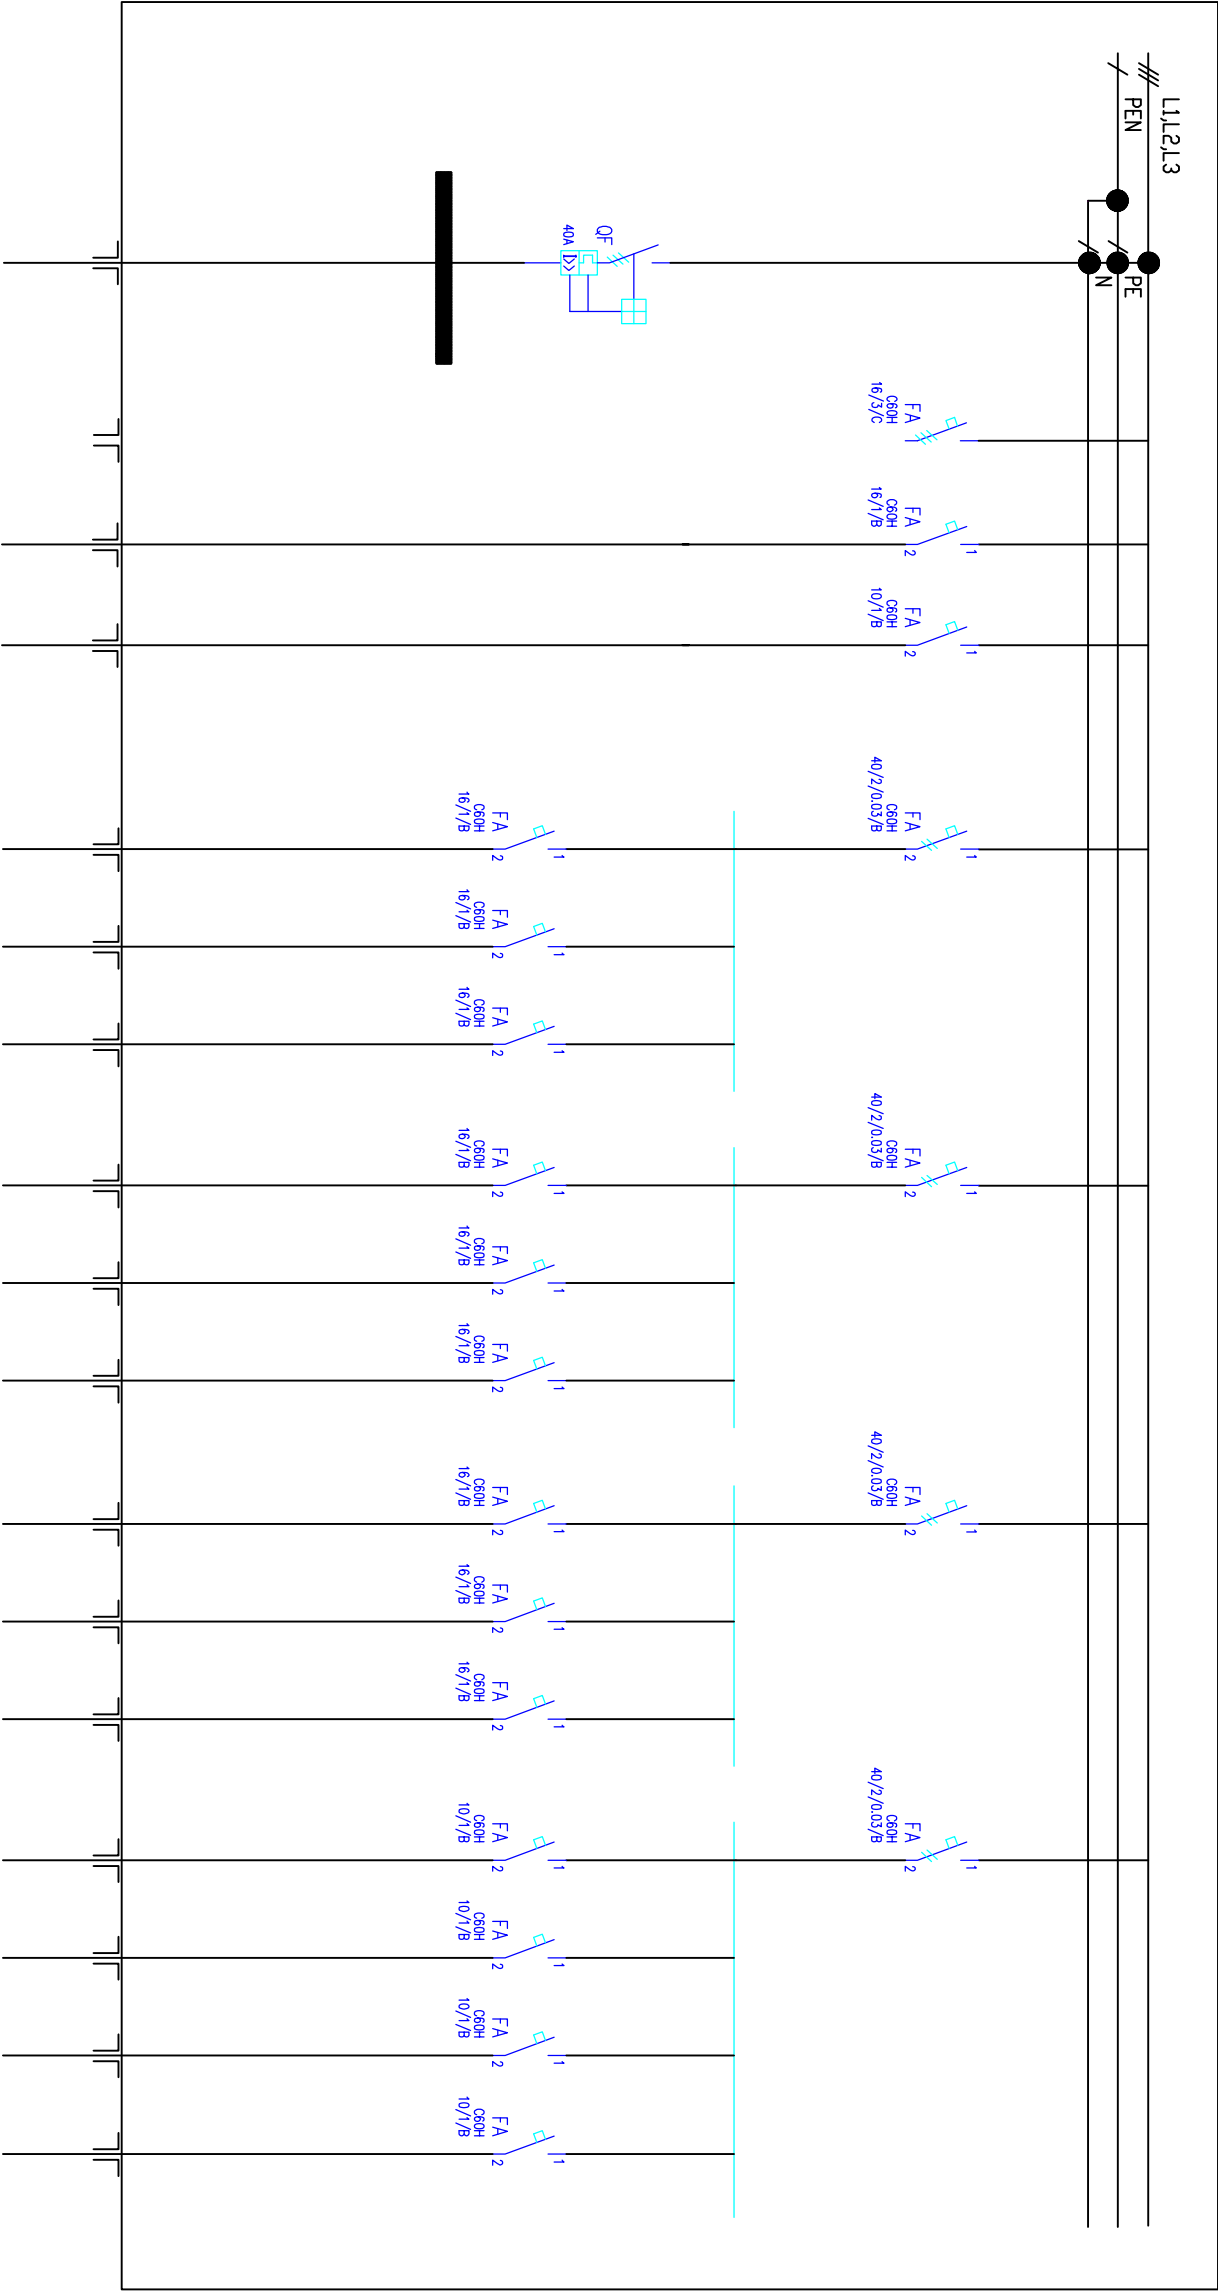 L1,L2,L3
PEN
PE
N
QF
40A
FA
C60H
16/3/C
FA
C60H
16/1/B
1
2
FA
C60H
10/1/B
1
2
FA
C60H
40/2/0.03/B
1
2
FA
C60H
16/1/B
1
2
FA
C60H
16/1/B
1
2
FA
C60H
16/1/B
1
2
FA
C60H
40/2/0.03/B
1
2
FA
C60H
16/1/B
1
2
FA
C60H
16/1/B
1
2
FA
C60H
16/1/B
1
2
FA
C60H
40/2/0.03/B
1
2
FA
C60H
16/1/B
1
2
FA
C60H
16/1/B
1
2
FA
C60H
16/1/B
1
2
FA
C60H
40/2/0.03/B
1
2
FA
C60H
10/1/B
1
2
FA
C60H
10/1/B
1
2
FA
C60H
10/1/B
1
2
FA
C60H
10/1/B
1
2